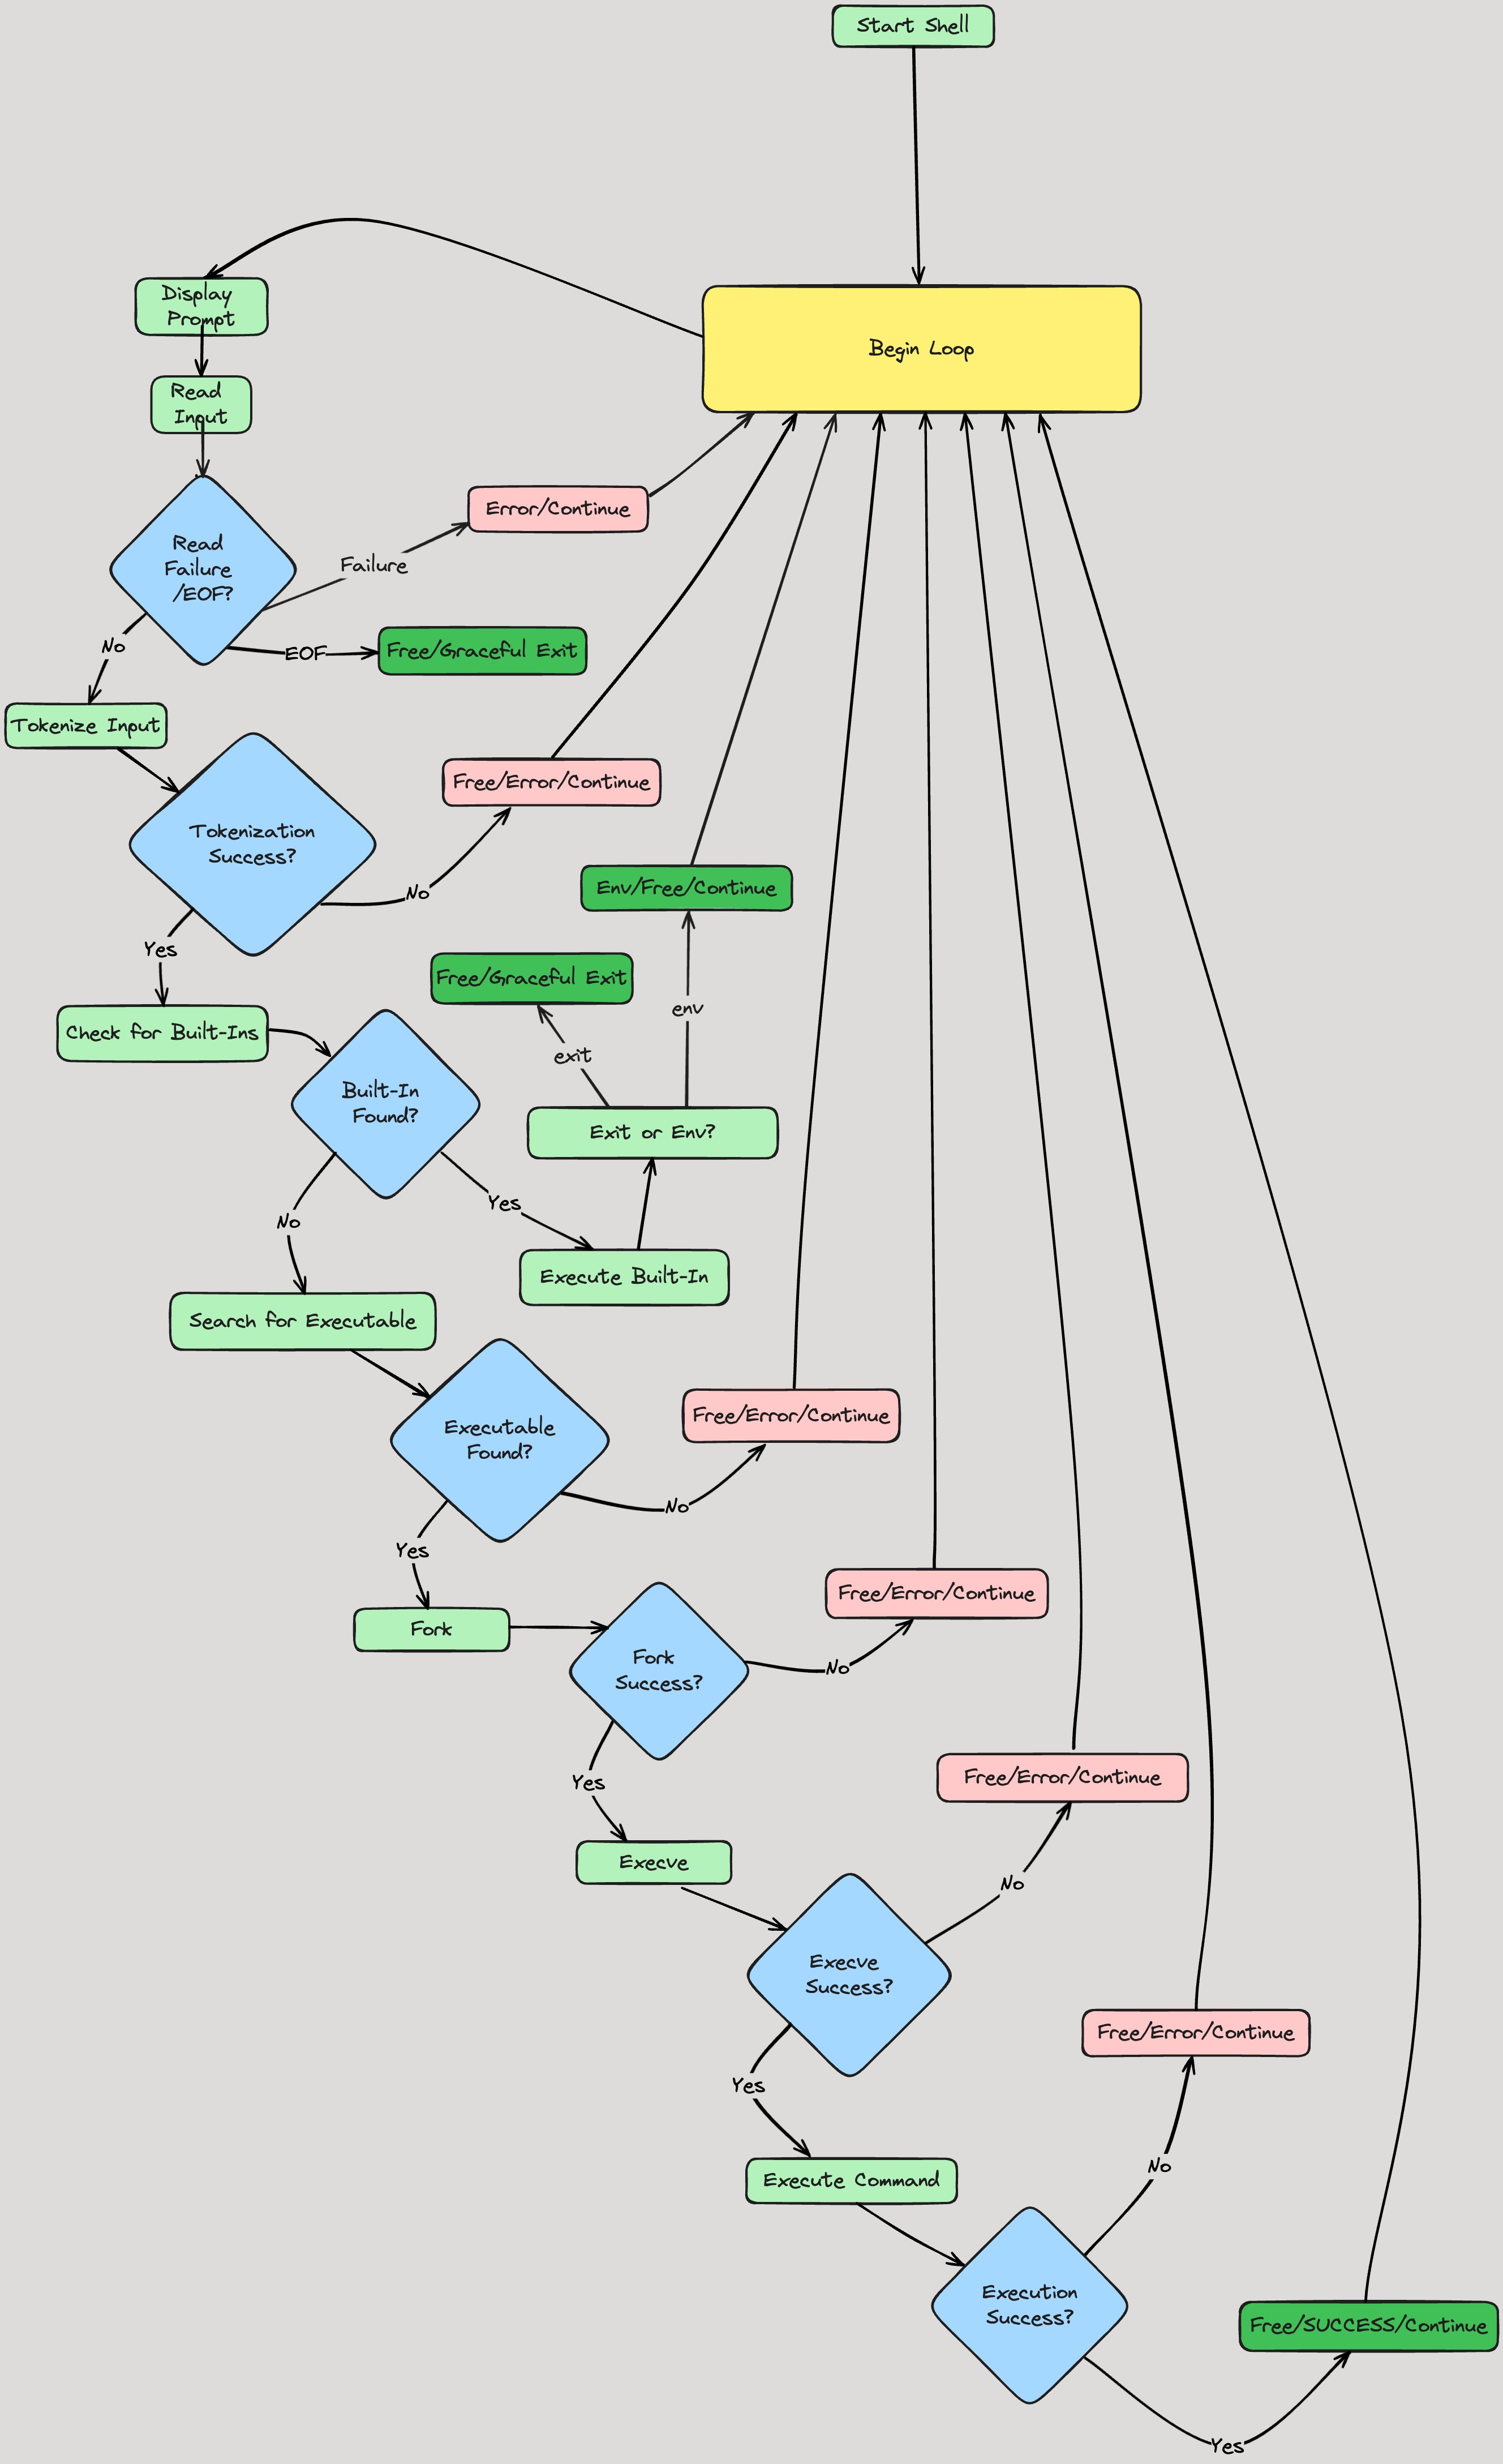 Start Shell
Begin Loop
Display
Prompt
Read
Input
Read
Failure
/EOF?
Failure
Error/Continue
EOF
Free/Graceful Exit
No
Tokenize Input
Tokenization
Success?
No
Free/Error/Continue
Yes
Check for Built-Ins
Built-In
Found?
Yes
Execute Built-In
Exit or Env?
exit
Free/Graceful Exit
env
Env/Free/Continue
No
Search for Executable
Executable
Found?
No
Free/Error/Continue
Yes
Fork
Fork
Success?
No
Free/Error/Continue
Yes
Execve
Execve
Success?
No
Free/Error/Continue
Yes
Execute Command
Execution
Success?
No
Free/Error/Continue
Yes
Free/SUCCESS/Continue